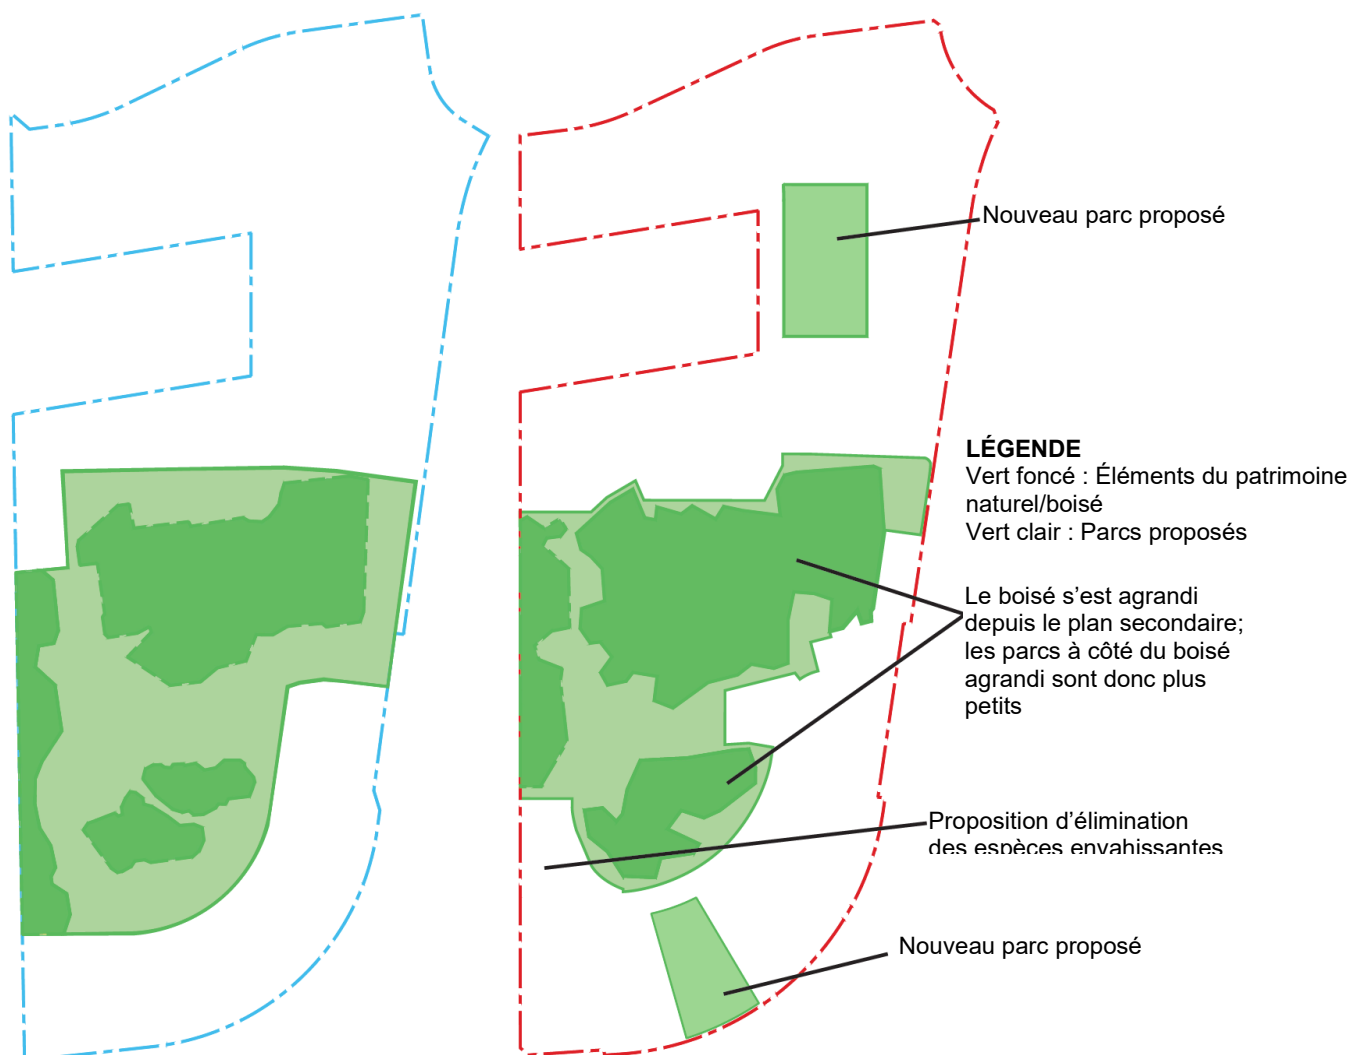 Nouveau parc proposé
LÉGENDE
Vert foncé : Éléments du patrimoine
naturel/boisé
Vert clair : Parcs proposés
Le boisé s’est agrandi
depuis le plan secondaire;
les parcs à côté du boisé
agrandi sont donc plus
petits
Proposition d’élimination
des espèces envahissantes
Nouveau parc proposé